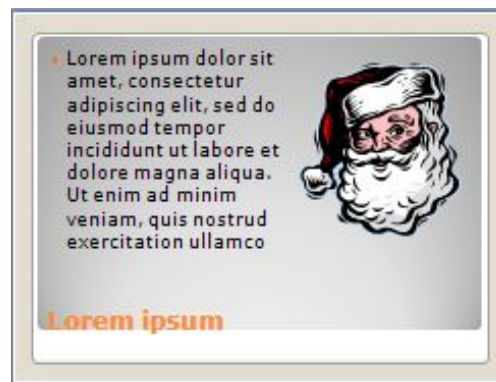 Lorem ipsum dolor sit
amet, consectetur
adipiscing elit, sed do
eiusmod tempor
incididunt ut labore et
dolore magna aliqua.
Ut enim ad minim
veniam, quis nostrud
exercitation ullamco
Lorem ipsum